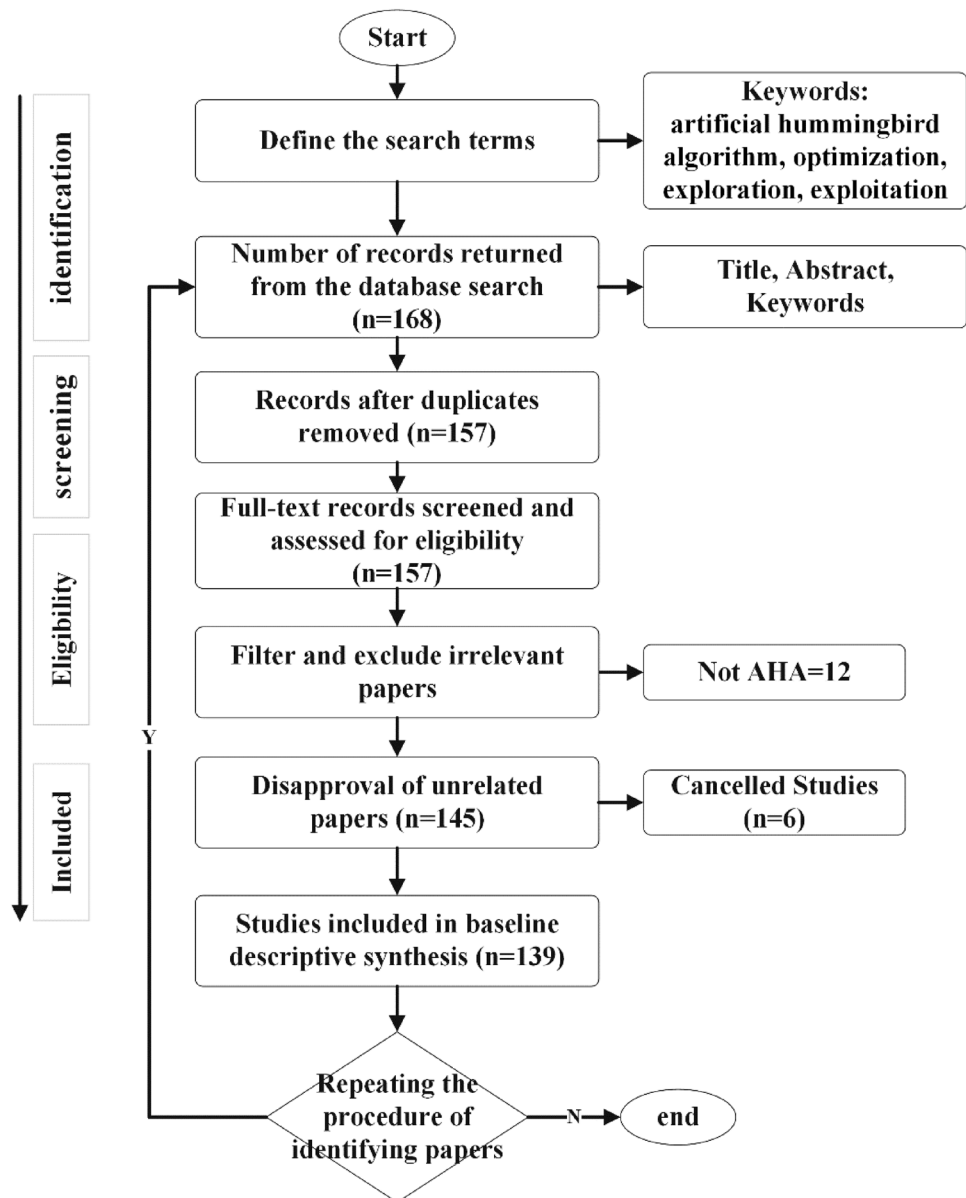 Start
identification
Define the search terms
Keywords:
artificial hummingbird
algorithm, optimization,
exploration, exploitation
Number of records returned
from the database search
(n=168)
Title, Abstract,
Keywords
screening
Records after duplicates
removed (n=157)
Full-text records screened and
assessed for eligibility
(n=157)
Eligibility
Filter and exclude irrelevant
papers
Not AHA=12
Y
Included
Disapproval of unrelated
papers (n=145)
Cancelled Studies
(n=6)
Studies included in baseline
descriptive synthesis (n=139)
Repeating the
procedure of
identifying papers
N
end